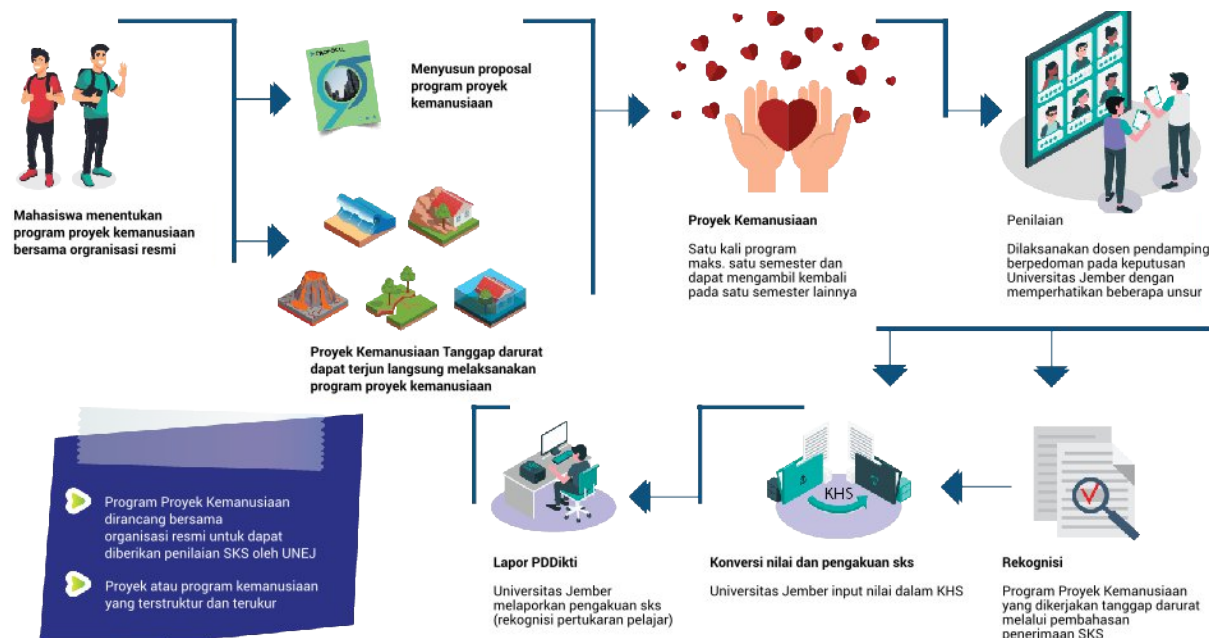 PROPOSAL
Menyusun proposal
program proyek
kemanusiaan
Mahasiswa menentukan
program proyek kemanusiaan
bersama orgranisasi resmi
Proyek Kemanusiaan Tanggap darurat
dapat terjun langsung melaksanakan
program proyek kemanusiaan
Proyek Kemanusiaan
Satu kali program
maks. satu semester dan
dapat mengambil kembali
pada satu semester lainnya
Penilaian
Dilaksanakan dosen pendamping
berpedoman pada keputusan
Universitas Jember dengan
memperhatikan beberapa unsur
Rekognisi
Program Proyek Kemanusiaan
yang dikerjakan tanggap darurat
melalui pembahasan
penerimaan SKS
KHS
Konversi nilai dan pengakuan sks
Universitas Jember input nilai dalam KHS
Lapor PDDikti
Universitas Jember
melaporkan pengakuan sks
(rekognisi pertukaran pelajar)
Program Proyek Kemanusiaan
dirancang bersama
organisasi resmi untuk dapat
diberikan penilaian SKS oleh UNEJ
Proyek atau program kemanusiaan
yang terstruktur dan terukur